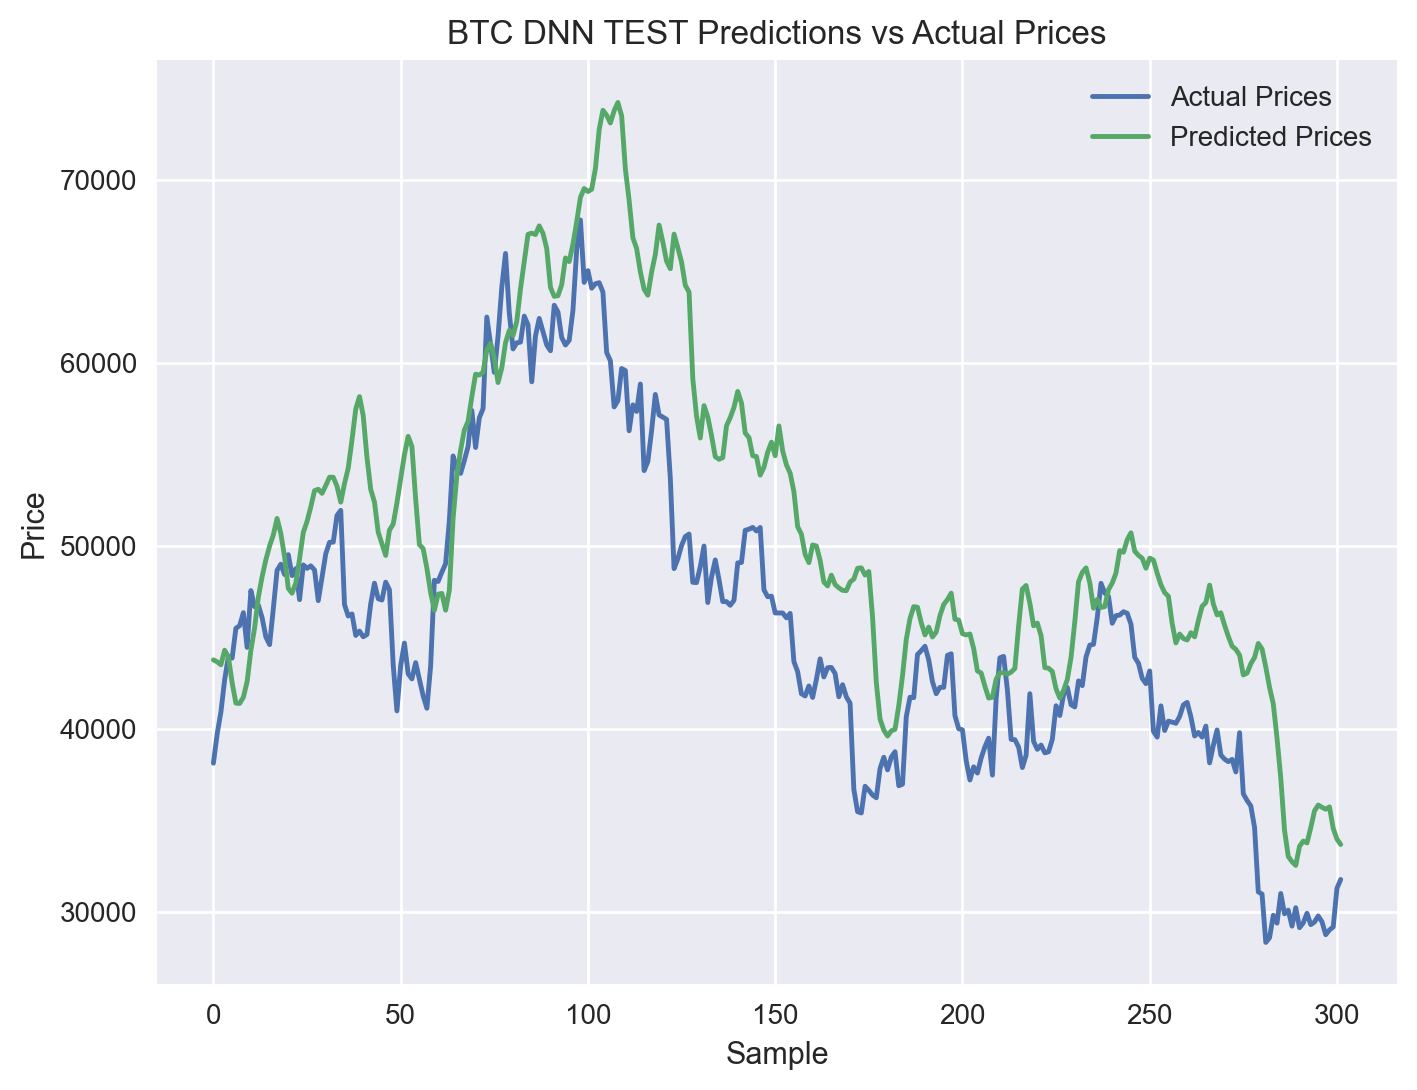 BTC DNN TEST Predictions vs Actual Prices
Actual Prices
Predicted Prices
Price
70000
60000
50000
40000
30000
0 50 100 150 200 250 300
Sample